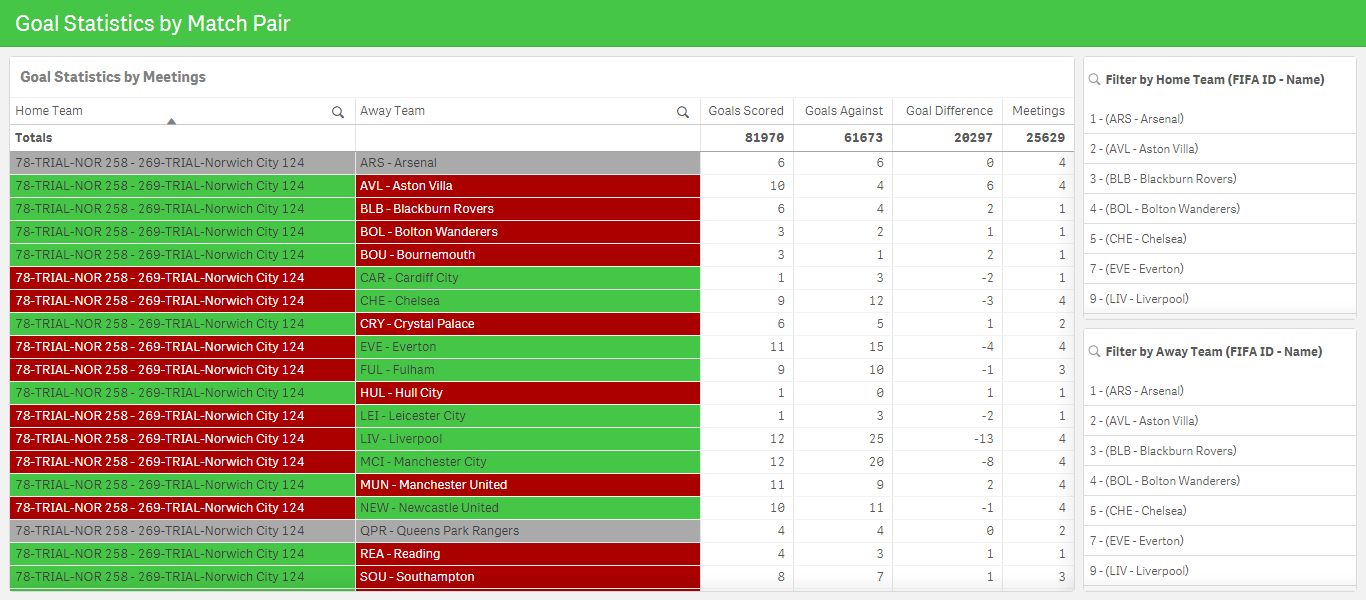 Goal Statistics by Match Pair
Goal Statistics by Meetings
Home Team Away Team Goals Scored Goals Against Goal Difference Meetings
Totals 81970 61673 20297 25629
78-TRIAL-NOR 258 - 269-TRIAL-Norwich City 124 ARS - Arsenal 6 6 0 4
78-TRIAL-NOR 258 - 269-TRIAL-Norwich City 124 AVL - Aston Villa 10 4 6 4
78-TRIAL-NOR 258 - 269-TRIAL-Norwich City 124 BLB - Blackburn Rovers 6 4 2 1
78-TRIAL-NOR 258 - 269-TRIAL-Norwich City 124 BOL - Bolton Wanderers 3 2 1 1
78-TRIAL-NOR 258 - 269-TRIAL-Norwich City 124 BOU - Bournemouth 3 1 2 1
78-TRIAL-NOR 258 - 269-TRIAL-Norwich City 124 CAR - Cardiff City 1 3 -2 1
78-TRIAL-NOR 258 - 269-TRIAL-Norwich City 124 CHE - Chelsea 9 12 -3 4
78-TRIAL-NOR 258 - 269-TRIAL-Norwich City 124 CRY - Crystal Palace 6 5 1 2
78-TRIAL-NOR 258 - 269-TRIAL-Norwich City 124 EVE - Everton 11 15 -4 4
78-TRIAL-NOR 258 - 269-TRIAL-Norwich City 124 FUL - Fulham 9 10 -1 3
78-TRIAL-NOR 258 - 269-TRIAL-Norwich City 124 HUL - Hull City 1 0 1 1
78-TRIAL-NOR 258 - 269-TRIAL-Norwich City 124 LEI - Leicester City 1 3 -2 1
78-TRIAL-NOR 258 - 269-TRIAL-Norwich City 124 LIV - Liverpool 12 25 -13 4
78-TRIAL-NOR 258 - 269-TRIAL-Norwich City 124 MCI - Manchester City 12 20 -8 4
78-TRIAL-NOR 258 - 269-TRIAL-Norwich City 124 MUN - Manchester United 11 9 2 4
78-TRIAL-NOR 258 - 269-TRIAL-Norwich City 124 NEW - Newcastle United 10 11 -1 4
78-TRIAL-NOR 258 - 269-TRIAL-Norwich City 124 QPR - Queens Park Rangers 4 4 0 2
78-TRIAL-NOR 258 - 269-TRIAL-Norwich City 124 REA - Reading 4 3 1 1
78-TRIAL-NOR 258 - 269-TRIAL-Norwich City 124 SOU - Southampton 8 7 1 3
Filter by Home Team (FIFA ID - Name)
1 - (ARS - Arsenal)
2 - (AVL - Aston Villa)
3 - (BLB - Blackburn Rovers)
4 - (BOL - Bolton Wanderers)
5 - (CHE - Chelsea)
7 - (EVE - Everton)
9 - (LIV - Liverpool)
Filter by Away Team (FIFA ID - Name)
1 - (ARS - Arsenal)
2 - (AVL - Aston Villa)
3 - (BLB - Blackburn Rovers)
4 - (BOL - Bolton Wanderers)
5 - (CHE - Chelsea)
7 - (EVE - Everton)
9 - (LIV - Liverpool)